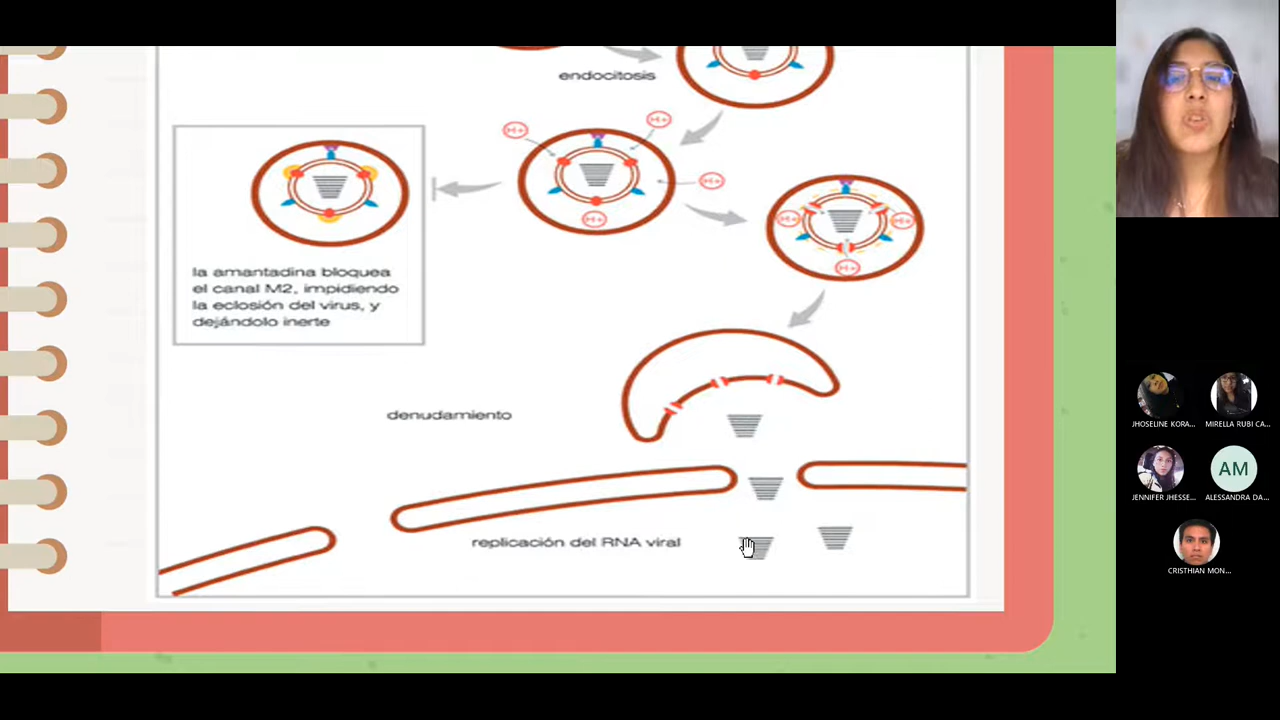 endocitosis
H+
H+
H+
H+
H+
H+
H+
la amantadina bloquea
el canal M2, impidiendo
la eclosión del virus, y
dejándolo inerte
denudamiento
replicación del RNA viral
JHOSELINE KORA...
MIRELLA RUBI CA...
AM
JENNIFER JHESSE...
ALESSANDRA DA...
CRISTHIAN MON...